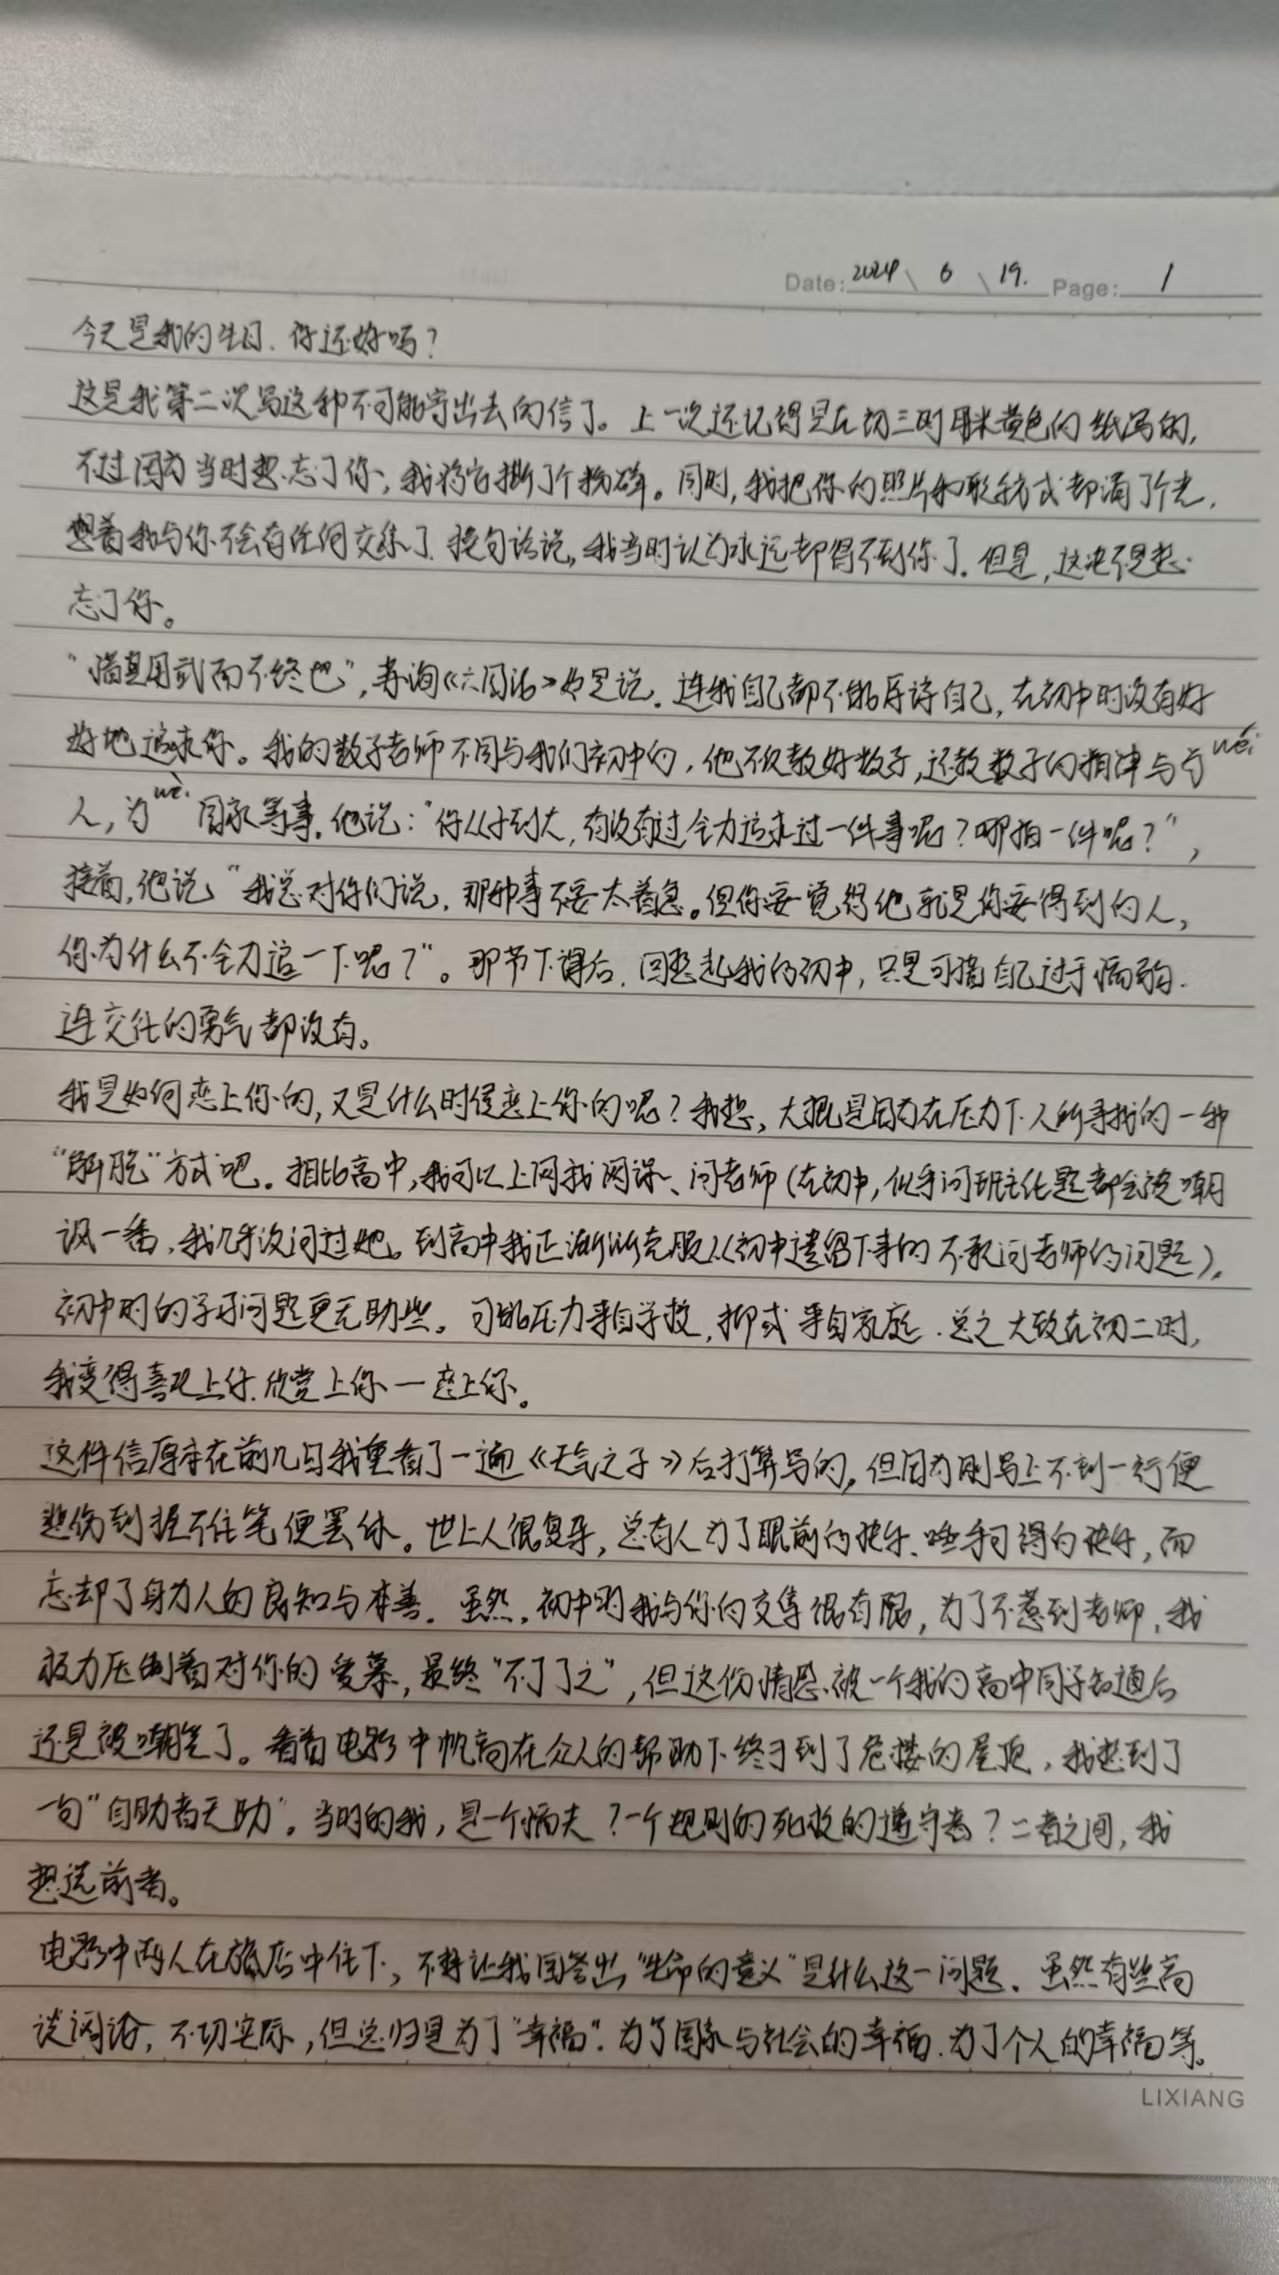 Date: 2024 \ 6 \ 19. Page: 1
今天是我的生日.你还好吗?
这是我第二次写这种不可能寄出去的信了。上一次还记得是在初三时用米黄色的纸写的,
不过因为当时想忘了你,我将它撕了个粉碎。同时,我把你的照片和联系方式都清了个光,
想着我与你不会有任何交集了.换句话说,我当时认为永远都得不到你了.但是,这也不是想
忘了你。
"惜其用武而不终也",苏洵《六国论》如是说.连我自己都不能原谅自己,在初中时没有好
好地追求你。我的数学老师不同与我们初中的,他不仅教好数学,还教数学的规律与为wéi
人,为wèi国家等事.他说:"你从小到大,有没有过全力追求过一件事呢?哪怕一件呢?",
接着,他说"我总对你们说,那种事不要太着急。但你要觉得他就是你要得到的人,
你为什么不全力追一下呢?"。那节下课后.回想起我的初中,只是可惜自己过于懦弱.
连交往的勇气都没有。
我是如何恋上你的,又是什么时侯恋上你的呢?我想,大概是因为在压力下人所寻找的一种
"解脱"方式吧。相比高中,我可以上网找网课、问老师(在初中,似乎问班主任题都会被嘲
讽一番,我几乎没问过她。到高中我正渐渐克服从初中遗留下来的不敢问老师的问题),
初中时的学习问题更无助些。可能压力来自学校,抑或来自家庭.总之大致在初二时,
我变得喜欢上你.欣赏上你—恋上你。
这件信原本在前几日我重看了一遍《天气之子》后打算写的,但因为刚写上不到一行便
悲伤到握不住笔便罢休。世上人很复杂,总有人为了眼前的快乐、唾手可得的快乐,而
忘却了身为人的良知与本善.虽然,初中时我与你的交集很有限,为了不惹到老师,我
极力压制着对你的爱慕,最终"不了了之",但这份情愿被一个我的高中同学知道后
还是被嘲笑了。看着电影中帆高在众人的帮助下终于到了危楼的屋顶,我想到了
一句"自助者天助"。当时的我,是一个懦夫?一个规则的死板的遵守者?二者之间,我
想选前者。
电影中两人在旅店中住下,不禁让我回答出"生命的意义"是什么这一问题.虽然有些高
谈阔论,不切实际,但总归是为了"幸福".为了国家与社会的幸福.为了个人的幸福等。
LIXIANG